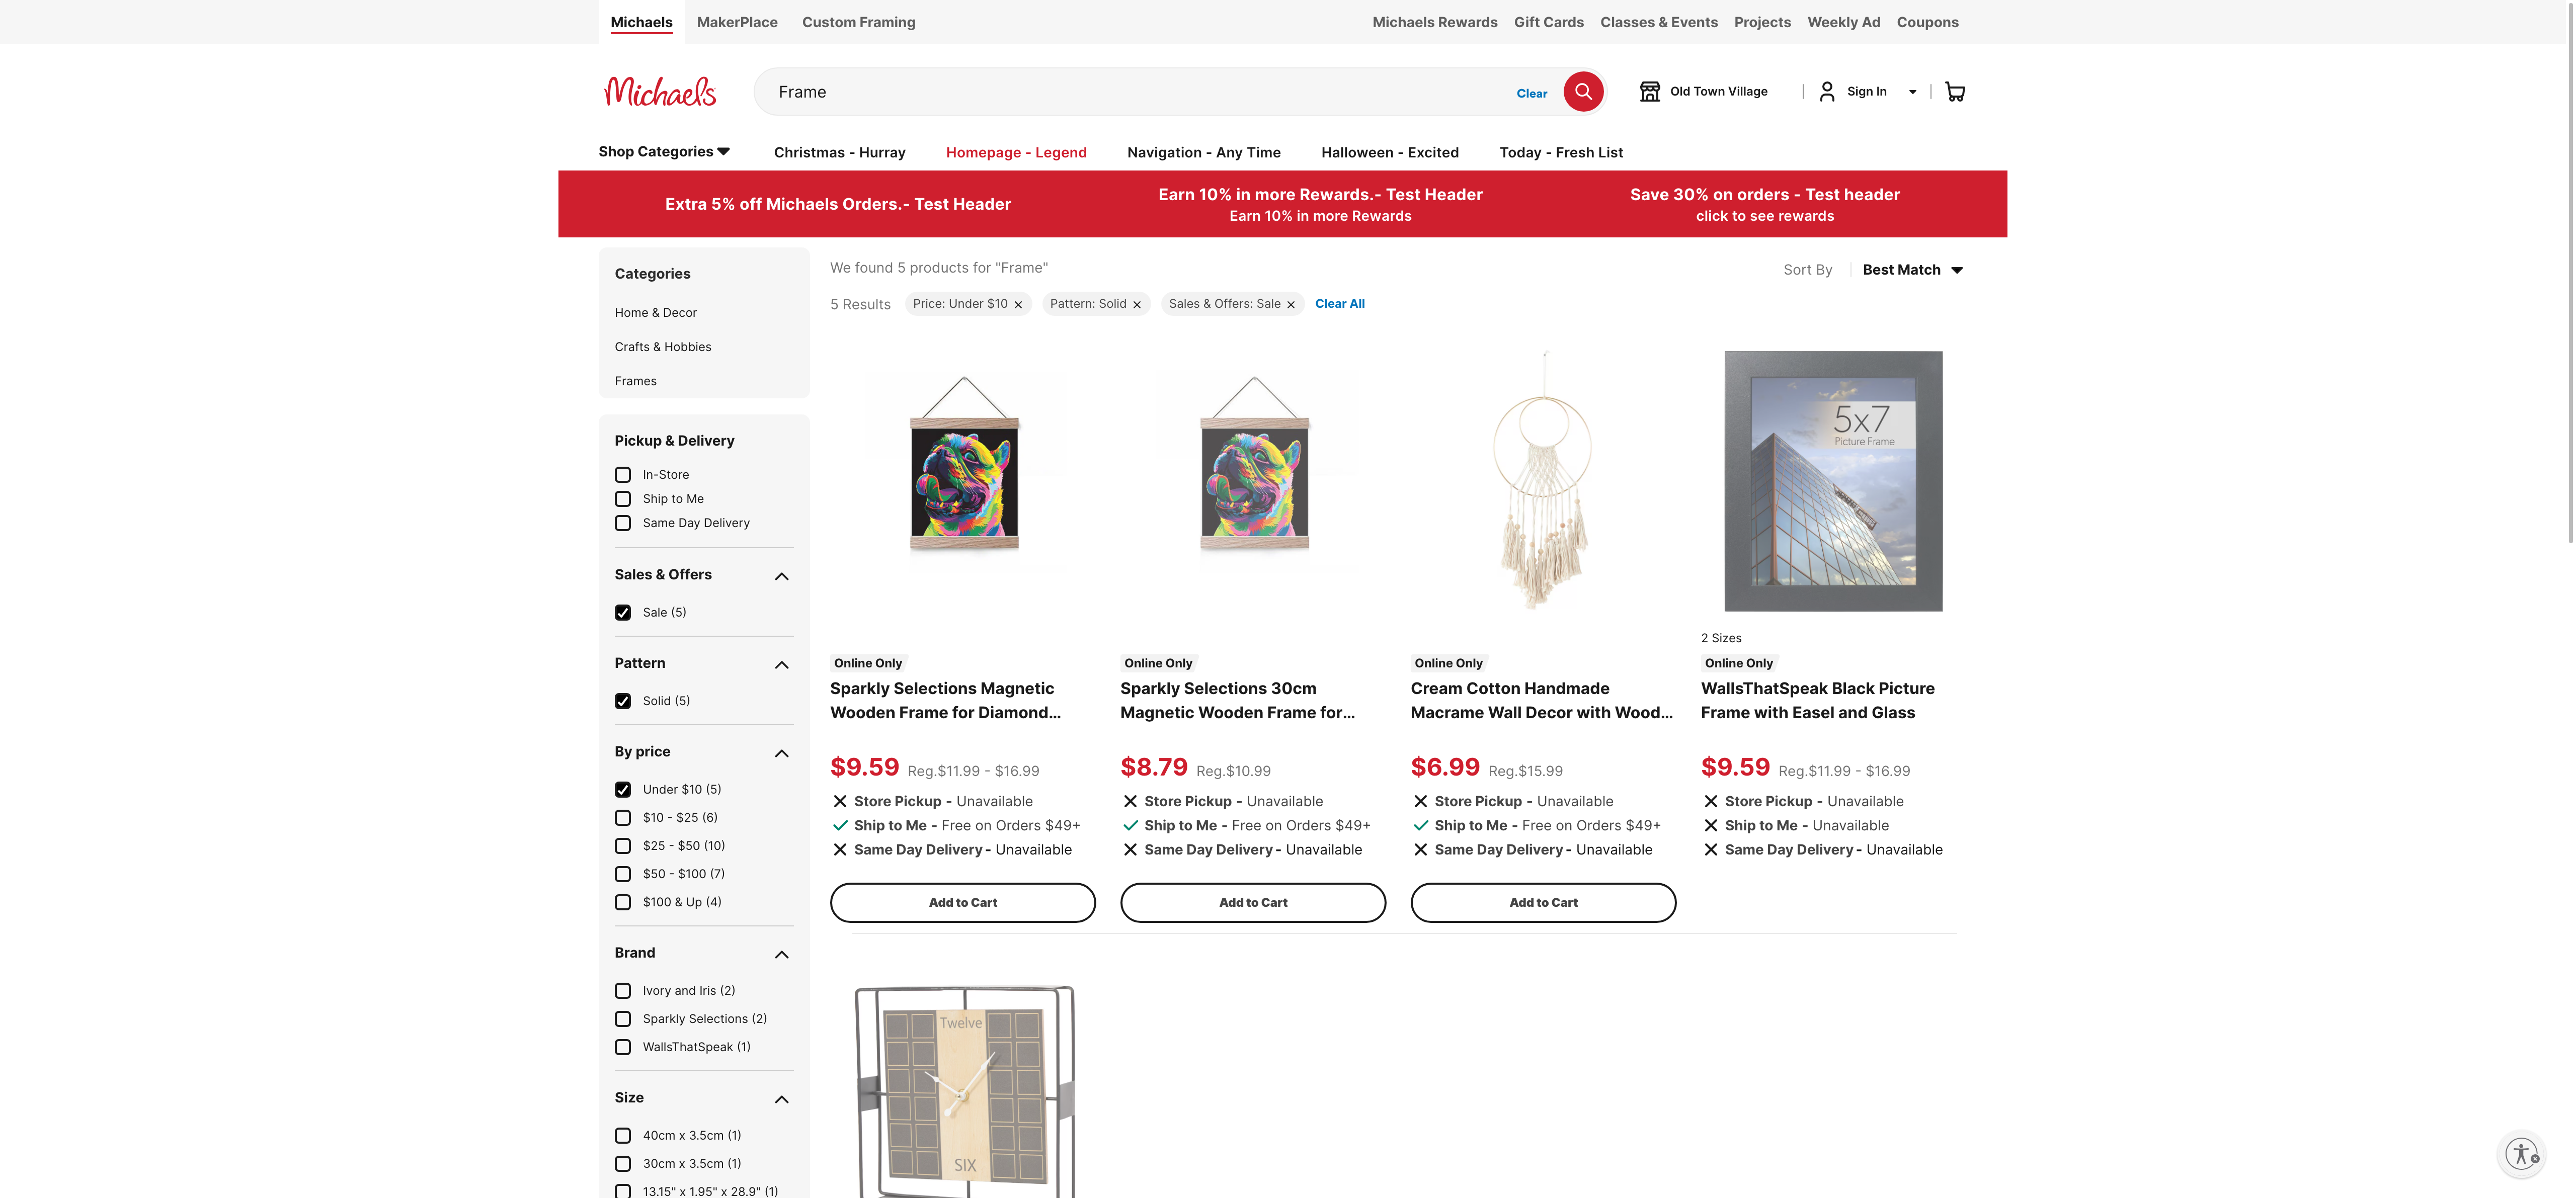 Michaels
MakerPlace
Custom Framing
Michaels Rewards
Gift Cards
Classes & Events
Projects
Weekly Ad
Coupons
Michaels
Frame
Clear
Old Town Village
Sign In
Shop Categories
Christmas - Hurray
Homepage - Legend
Navigation - Any Time
Halloween - Excited
Today - Fresh List
Extra 5% off Michaels Orders.- Test Header
Earn 10% in more Rewards.- Test Header
Earn 10% in more Rewards
Save 30% on orders - Test header
click to see rewards
Categories
Home & Decor
Crafts & Hobbies
Frames
Pickup & Delivery
In-Store
Ship to Me
Same Day Delivery
Sales & Offers
Sale (5)
Pattern
Solid (5)
By price
Under $10 (5)
$10 - $25 (6)
$25 - $50 (10)
$50 - $100 (7)
$100 & Up (4)
Brand
Ivory and Iris (2)
Sparkly Selections (2)
WallsThatSpeak (1)
Size
40cm x 3.5cm (1)
30cm x 3.5cm (1)
13.15" x 1.95" x 28.9" (1)
We found 5 products for "Frame"
Sort By
Best Match
5 Results
Price: Under $10
Pattern: Solid
Sales & Offers: Sale
Clear All
Online Only
Sparkly Selections Magnetic
Wooden Frame for Diamond...
$9.59 Reg.$11.99 - $16.99
Store Pickup - Unavailable
Ship to Me - Free on Orders $49+
Same Day Delivery - Unavailable
Add to Cart
Online Only
Sparkly Selections 30cm
Magnetic Wooden Frame for...
$8.79 Reg.$10.99
Store Pickup - Unavailable
Ship to Me - Free on Orders $49+
Same Day Delivery - Unavailable
Add to Cart
Online Only
Cream Cotton Handmade
Macrame Wall Decor with Wood...
$6.99 Reg.$15.99
Store Pickup - Unavailable
Ship to Me - Free on Orders $49+
Same Day Delivery - Unavailable
Add to Cart
5x7
Picture Frame
2 Sizes
Online Only
WallsThatSpeak Black Picture
Frame with Easel and Glass
$9.59 Reg.$11.99 - $16.99
Store Pickup - Unavailable
Ship to Me - Unavailable
Same Day Delivery - Unavailable
Twelve
SIX